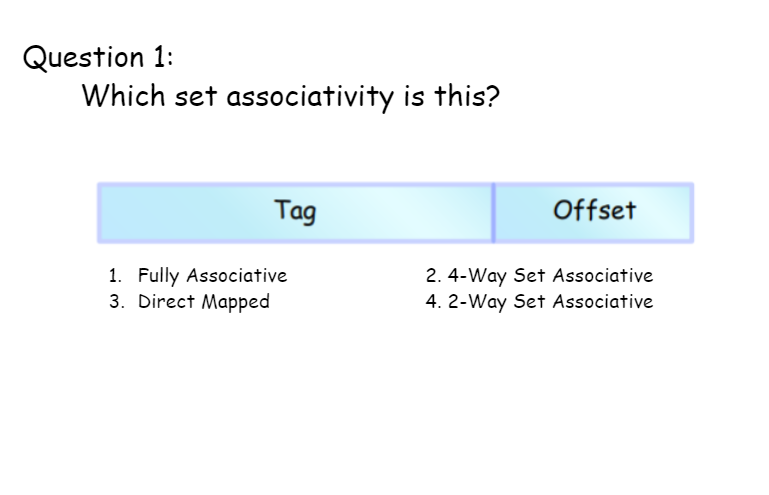 Question 1:
Which set associativity is this?
Tag Offset
1. Fully Associative 2. 4-Way Set Associative
3. Direct Mapped 4. 2-Way Set Associative